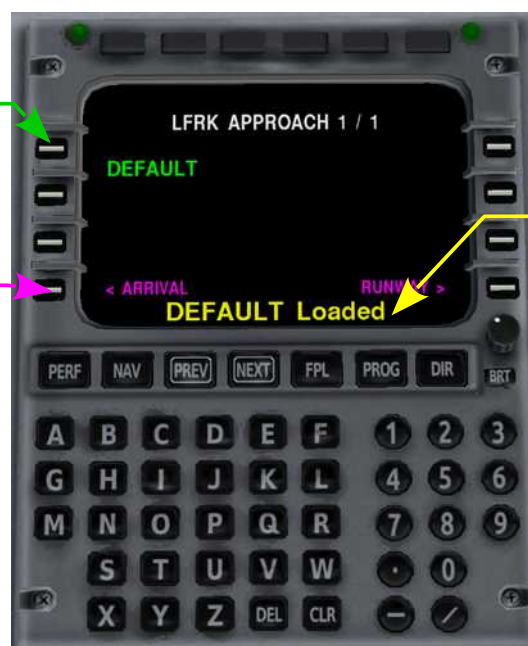 LFRK APPROACH 1 / 1
DEFAULT
< ARRIVAL RUNWAY >
DEFAULT Loaded
PERF NAV PREV NEXT FPL PROG DIR BRT
A B C D E F 1 2 3
G H I J K L 4 5 6
M N O P Q R 7 8 9
S T U V W · 0
X Y Z DEL CLR − /